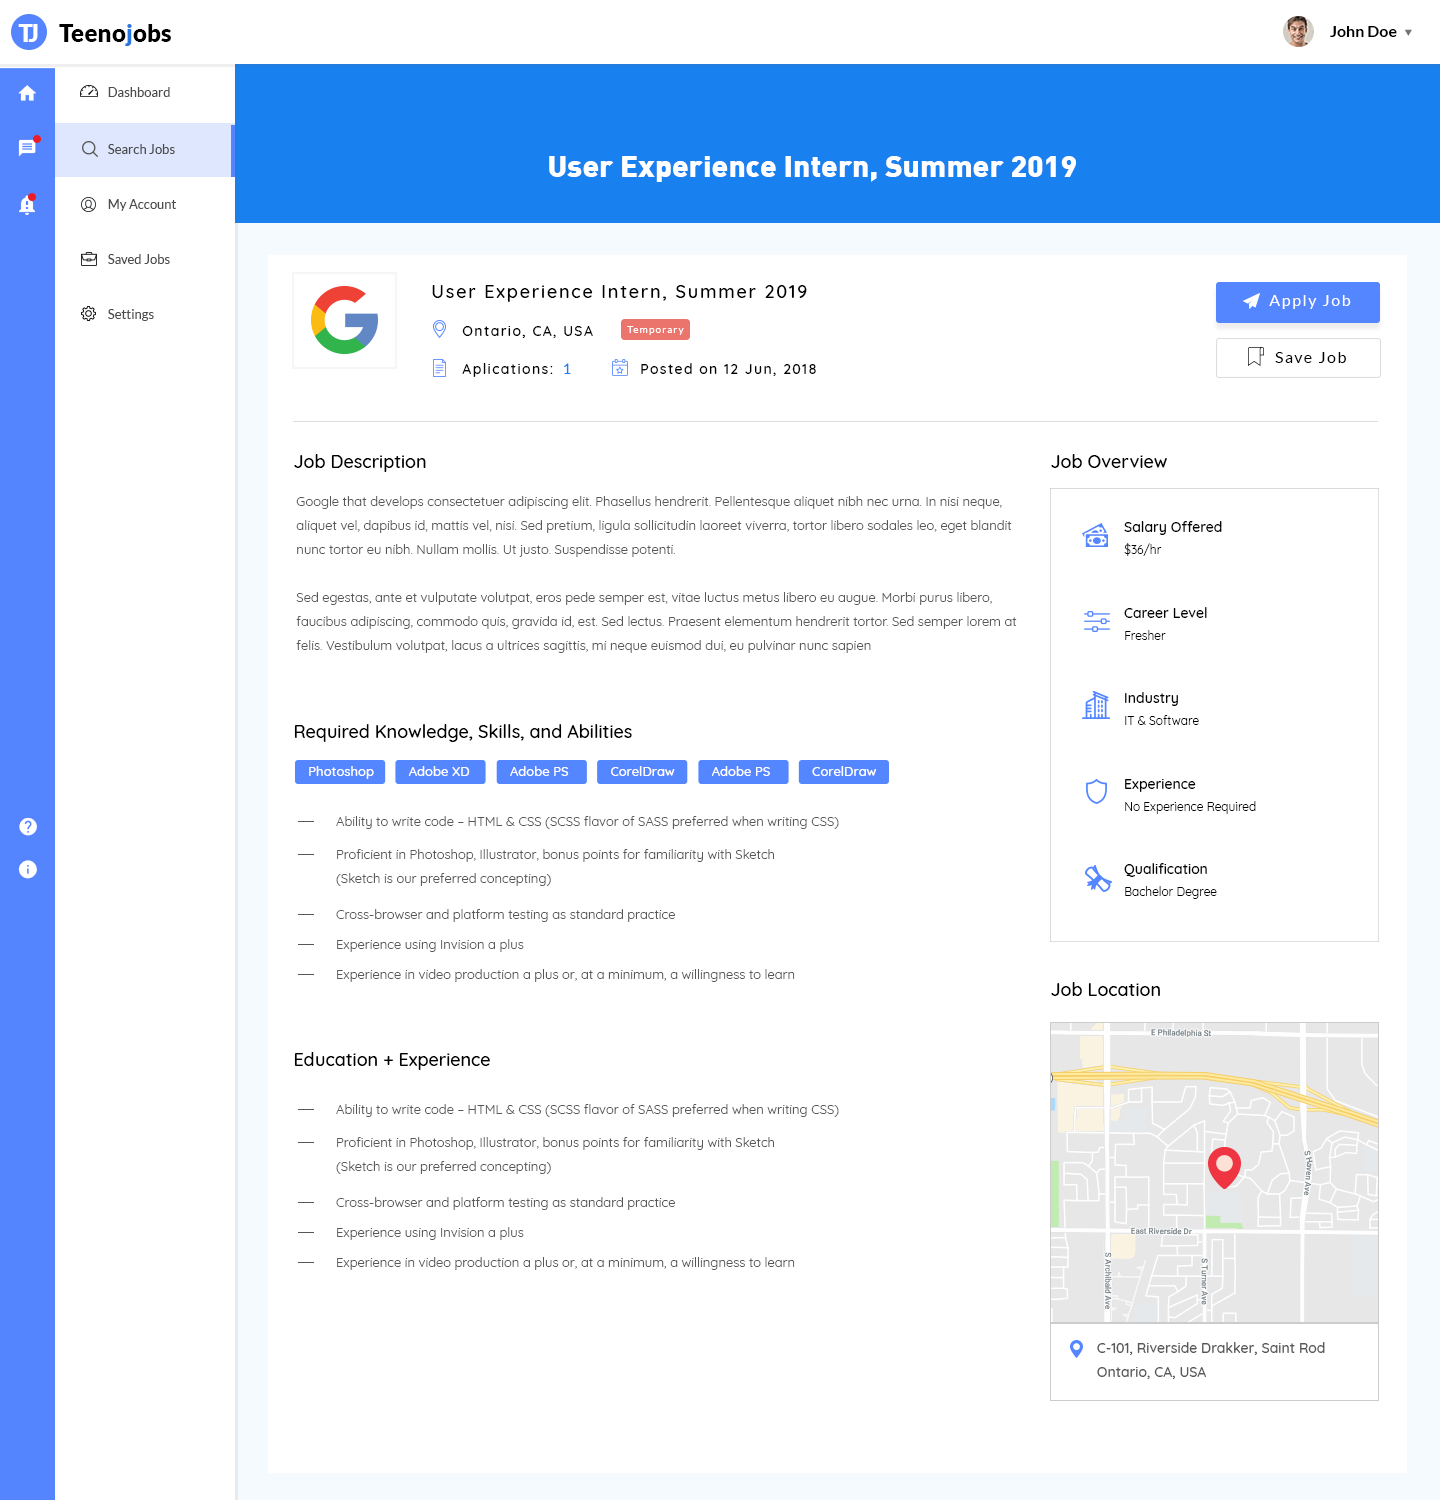 TJ Teenojobs
John Doe
Dashboard
Search Jobs
My Account
Saved Jobs
Settings
User Experience Intern, Summer 2019
User Experience Intern, Summer 2019
Ontario, CA, USA Temporary
Aplications: 1 Posted on 12 Jun, 2018
Apply Job
Save Job
Job Description
Google that develops consectetuer adipiscing elit. Phasellus hendrerit. Pellentesque aliquet nibh nec urna. In nisi neque,
aliquet vel, dapibus id, mattis vel, nisi. Sed pretium, ligula sollicitudin laoreet viverra, tortor libero sodales leo, eget blandit
nunc tortor eu nibh. Nullam mollis. Ut justo. Suspendisse potenti.
Sed egestas, ante et vulputate volutpat, eros pede semper est, vitae luctus metus libero eu augue. Morbi purus libero,
faucibus adipiscing, commodo quis, gravida id, est. Sed lectus. Praesent elementum hendrerit tortor. Sed semper lorem at
felis. Vestibulum volutpat, lacus a ultrices sagittis, mi neque euismod dui, eu pulvinar nunc sapien
Required Knowledge, Skills, and Abilities
Photoshop Adobe XD Adobe PS CorelDraw Adobe PS CorelDraw
— Ability to write code – HTML & CSS (SCSS flavor of SASS preferred when writing CSS)
— Proficient in Photoshop, Illustrator, bonus points for familiarity with Sketch
(Sketch is our preferred concepting)
— Cross-browser and platform testing as standard practice
— Experience using Invision a plus
— Experience in video production a plus or, at a minimum, a willingness to learn
Education + Experience
— Ability to write code – HTML & CSS (SCSS flavor of SASS preferred when writing CSS)
— Proficient in Photoshop, Illustrator, bonus points for familiarity with Sketch
(Sketch is our preferred concepting)
— Cross-browser and platform testing as standard practice
— Experience using Invision a plus
— Experience in video production a plus or, at a minimum, a willingness to learn
Job Overview
Salary Offered
$36/hr
Career Level
Fresher
Industry
IT & Software
Experience
No Experience Required
Qualification
Bachelor Degree
Job Location
E Philadelphia St
S Haven Ave
East Riverside Dr
S Archibald Ave
S Turner Ave
C-101, Riverside Drakker, Saint Rod
Ontario, CA, USA